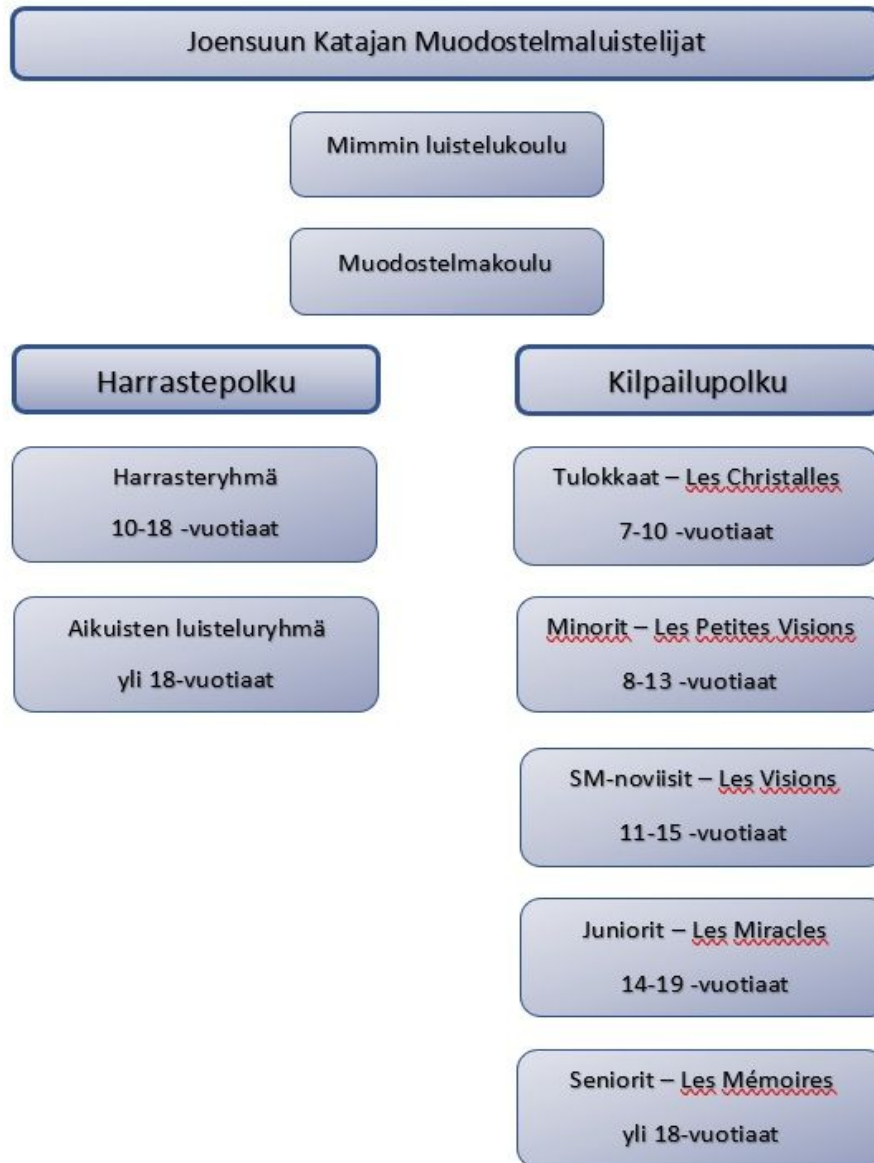 Joensuun Katajan Muodostelmaluistelijat
Mimmin luistelukoulu
Muodostelmakoulu
Harrastepolku
Harrasteryhmä
10-18 -vuotiaat
Aikuisten luisteluryhmä
yli 18-vuotiaat
Kilpailupolku
Tulokkaat – Les Christalles
7-10 -vuotiaat
Minorit – Les Petites Visions
8-13 -vuotiaat
SM-noviisit – Les Visions
11-15 -vuotiaat
Juniorit – Les Miracles
14-19 -vuotiaat
Seniorit – Les Mémoires
yli 18-vuotiaat